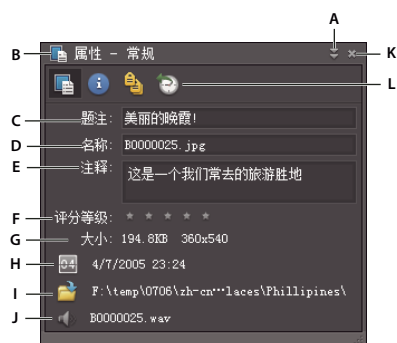 A
B 属性 - 常规 K
L
C 题注: 美丽的晚霞!
D 名称: B0000025.jpg
E 注释: 这是一个我们常去的旅游胜地
F 评分等级: * * * * *
G 大小: 194.8KB 360x540
H 04 4/7/2005 23:24
I F:\temp\0706\zh-cn…laces\Phillipines\
J B0000025.wav